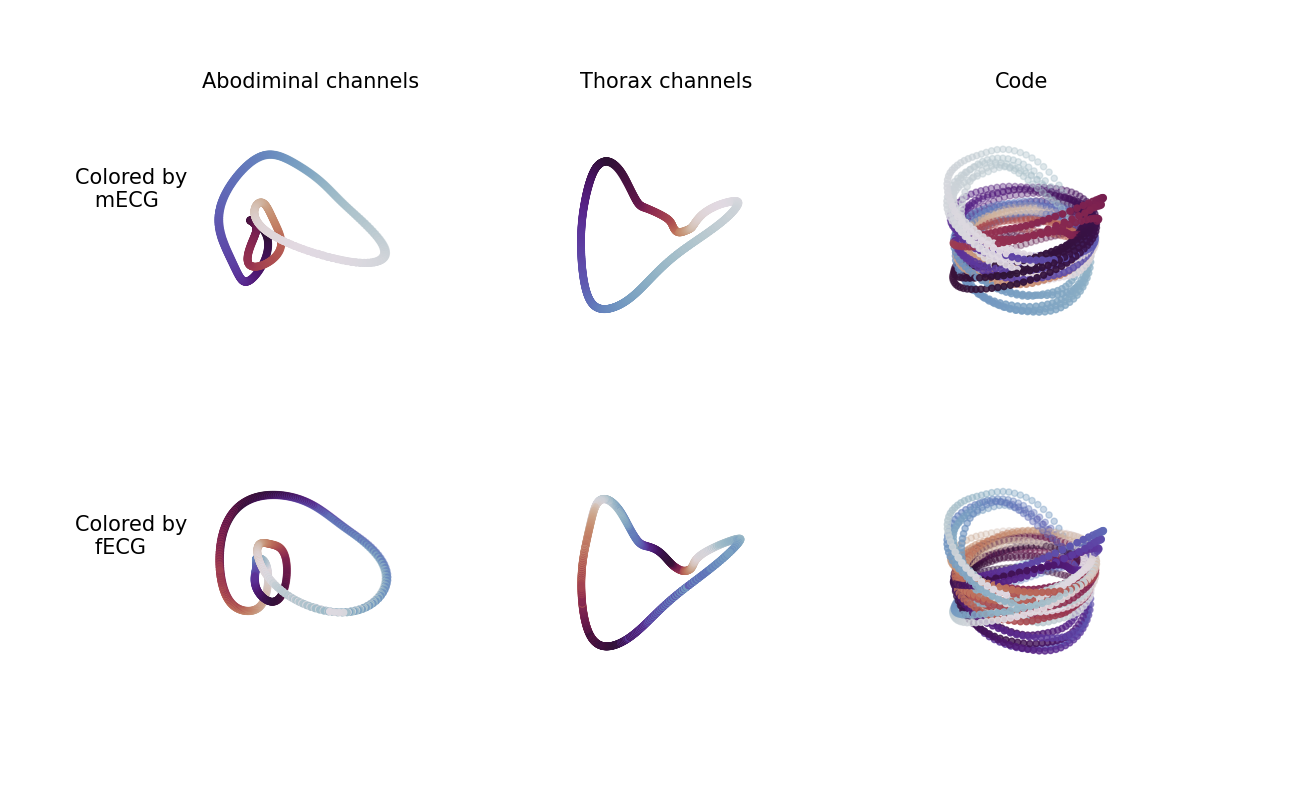 Abodiminal channels
Thorax channels
Code
Colored by
mECG
Colored by
fECG